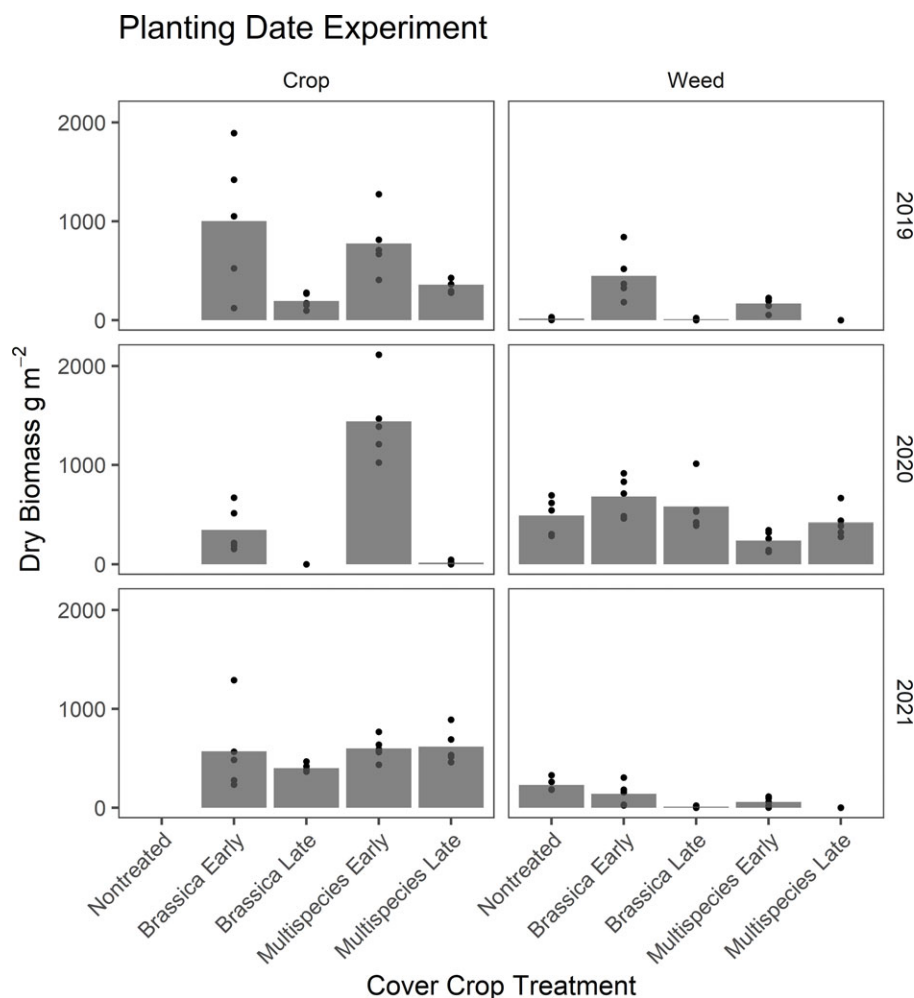 Planting Date Experiment
Crop
Weed
2000
1000
0
2019
2000
1000
0
2020
2000
1000
0
2021
Dry Biomass g m⁻²
Nontreated
Brassica Early
Brassica Late
Multispecies Early
Multispecies Late
Nontreated
Brassica Early
Brassica Late
Multispecies Early
Multispecies Late
Cover Crop Treatment